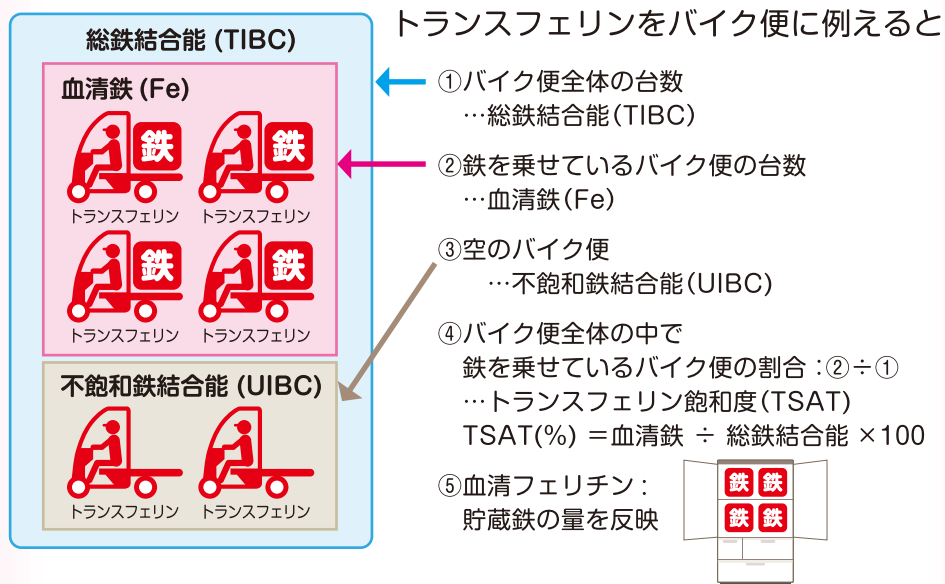 トランスフェリンをバイク便に例えると
総鉄結合能 (TIBC)
血清鉄 (Fe)
鉄 鉄
トランスフェリン トランスフェリン
鉄 鉄
トランスフェリン トランスフェリン
不飽和鉄結合能 (UIBC)
トランスフェリン トランスフェリン
①バイク便全体の台数
…総鉄結合能(TIBC)
②鉄を乗せているバイク便の台数
…血清鉄(Fe)
③空のバイク便
…不飽和鉄結合能(UIBC)
④バイク便全体の中で
鉄を乗せているバイク便の割合：②÷①
…トランスフェリン飽和度(TSAT)
TSAT(%) ＝血清鉄 ÷ 総鉄結合能 ×100
⑤血清フェリチン：
貯蔵鉄の量を反映
鉄 鉄
鉄 鉄